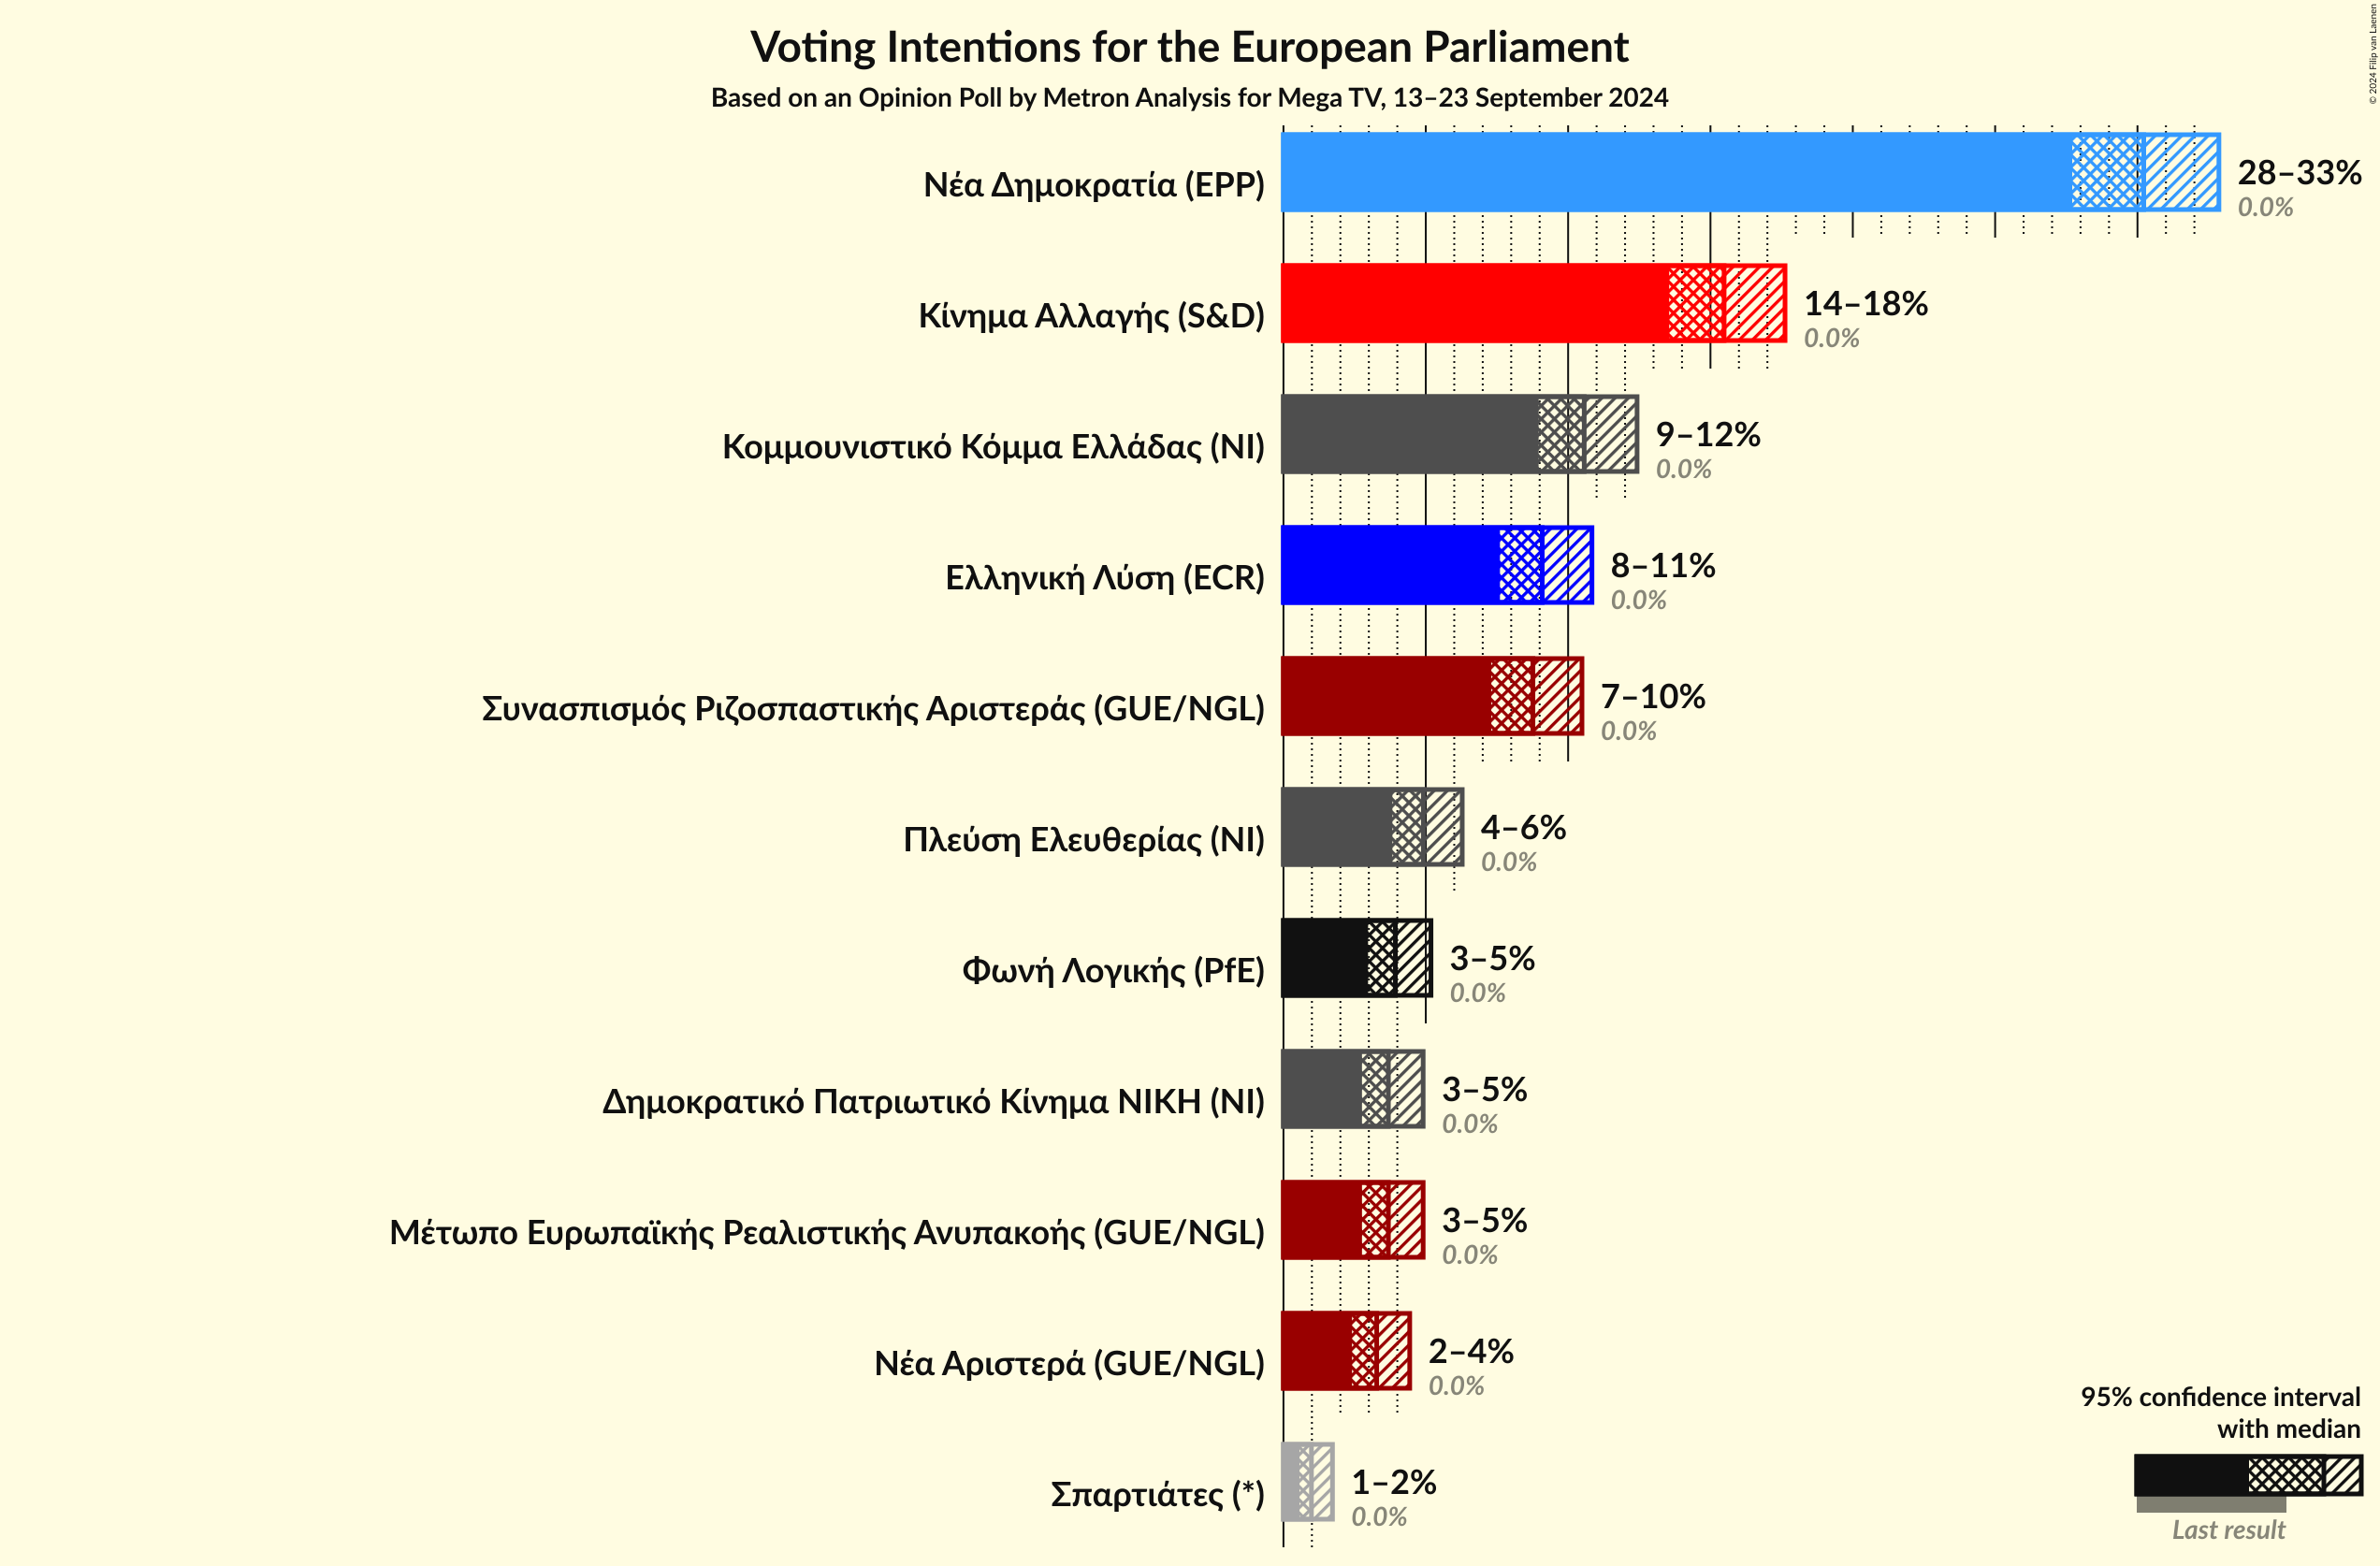 Voting Intentions for the European Parliament
Based on an Opinion Poll by Metron Analysis for Mega TV, 13–23 September 2024
© 2024 Filip van Laenen
Νέα Δημοκρατία (EPP)
28–33%
0.0%
Κίνημα Αλλαγής (S&D)
14–18%
0.0%
Κομμουνιστικό Κόμμα Ελλάδας (NI)
9–12%
0.0%
Ελληνική Λύση (ECR)
8–11%
0.0%
Συνασπισμός Ριζοσπαστικής Αριστεράς (GUE/NGL)
7–10%
0.0%
Πλεύση Ελευθερίας (NI)
4–6%
0.0%
Φωνή Λογικής (PfE)
3–5%
0.0%
Δημοκρατικό Πατριωτικό Κίνημα ΝΙΚΗ (NI)
3–5%
0.0%
Μέτωπο Ευρωπαϊκής Ρεαλιστικής Ανυπακοής (GUE/NGL)
3–5%
0.0%
Νέα Αριστερά (GUE/NGL)
2–4%
0.0%
Σπαρτιάτες (*)
1–2%
0.0%
95% confidence interval
with median
Last result